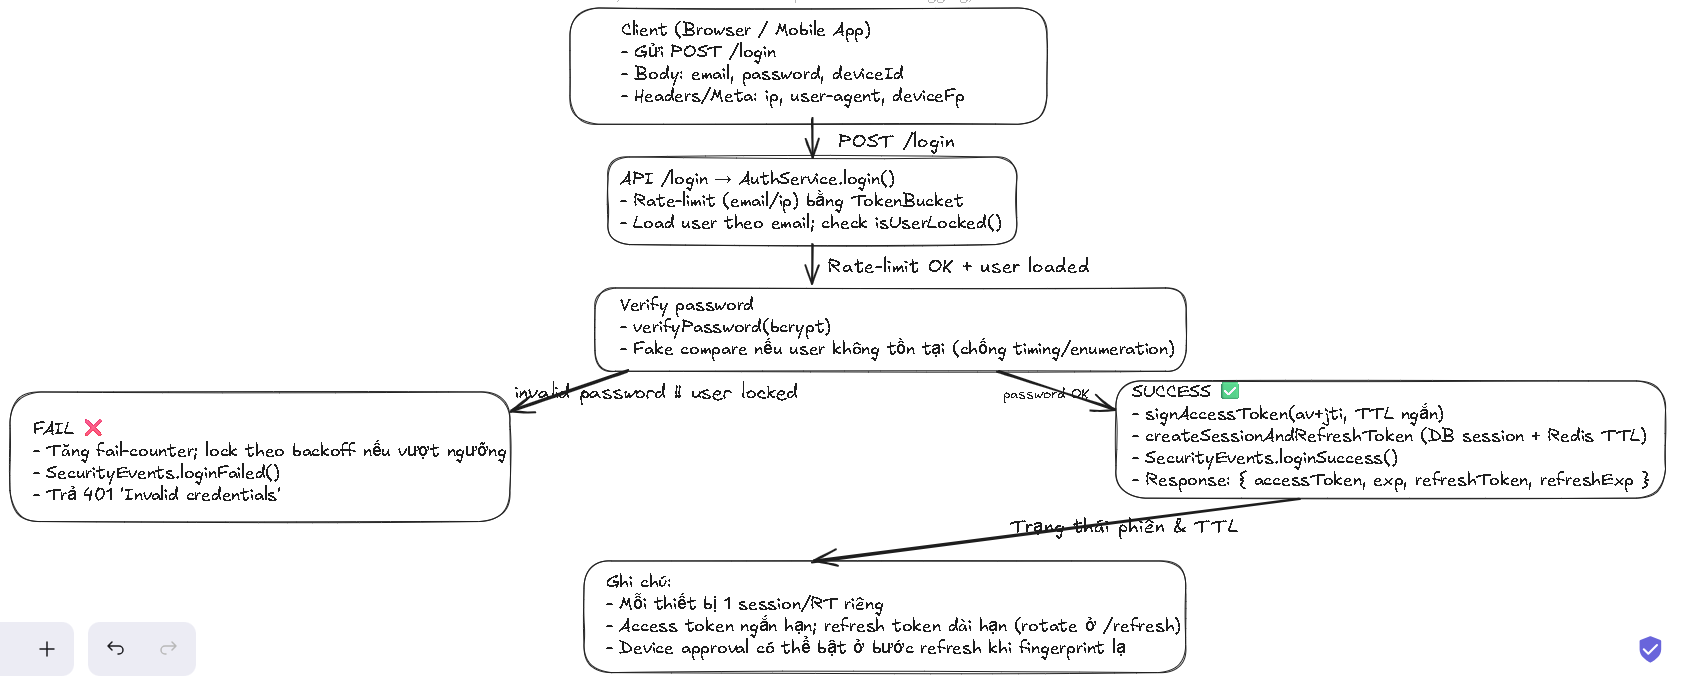 Client (Browser / Mobile App)
- Gửi POST /login
- Body: email, password, deviceId
- Headers/Meta: ip, user-agent, deviceFp
POST /login
API /login → AuthService.login()
- Rate-limit (email/ip) bằng TokenBucket
- Load user theo email; check isUserLocked()
Rate-limit OK + user loaded
Verify password
- verifyPassword(bcrypt)
- Fake compare nếu user không tồn tại (chống timing/enumeration)
invalid password || user locked
password OK
FAIL ❌
- Tăng fail-counter; lock theo backoff nếu vượt ngưỡng
- SecurityEvents.loginFailed()
- Trả 401 'Invalid credentials'
SUCCESS ✅
- signAccessToken(av+jti, TTL ngắn)
- createSessionAndRefreshToken (DB session + Redis TTL)
- SecurityEvents.loginSuccess()
- Response: { accessToken, exp, refreshToken, refreshExp }
Trạng thái phiên & TTL
Ghi chú:
- Mỗi thiết bị 1 session/RT riêng
- Access token ngắn hạn; refresh token dài hạn (rotate ở /refresh)
- Device approval có thể bật ở bước refresh khi fingerprint lạ